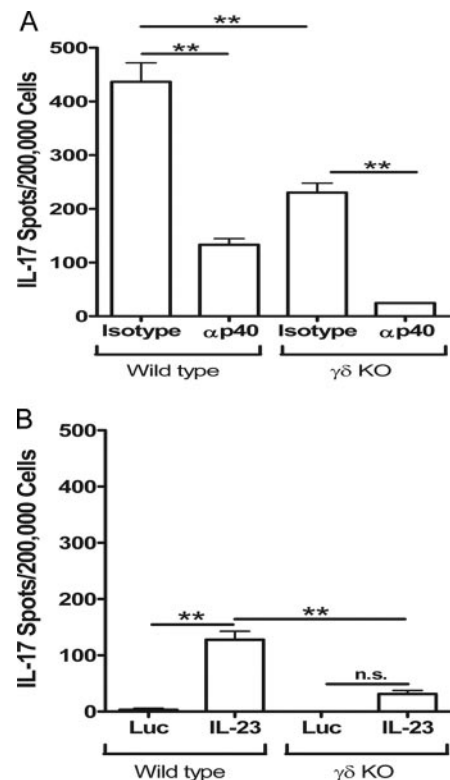 A
IL-17 Spots/200,000 Cells
500
400
300
200
100
0
**
**
**
Isotype αp40 Isotype αp40
Wild type γδ KO
B
IL-17 Spots/200,000 Cells
500
400
300
200
100
0
**
**
n.s.
Luc IL-23 Luc IL-23
Wild type γδ KO